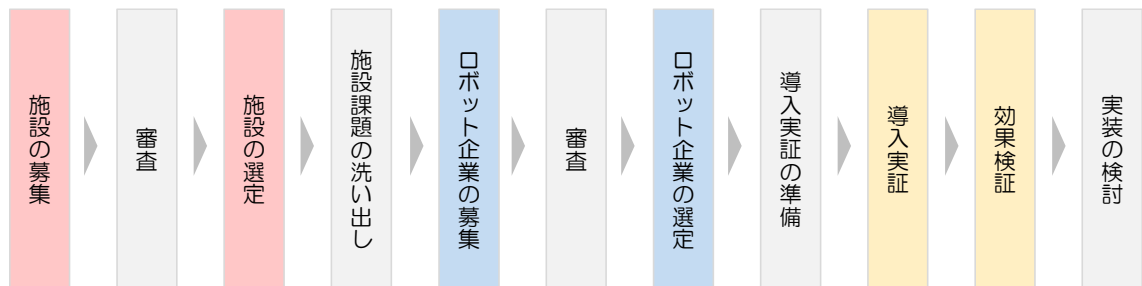 施設の募集
審査
施設の選定
施設課題の洗い出し
ロボット企業の募集
審査
ロボット企業の選定
導入実証の準備
導入実証
効果検証
実装の検討